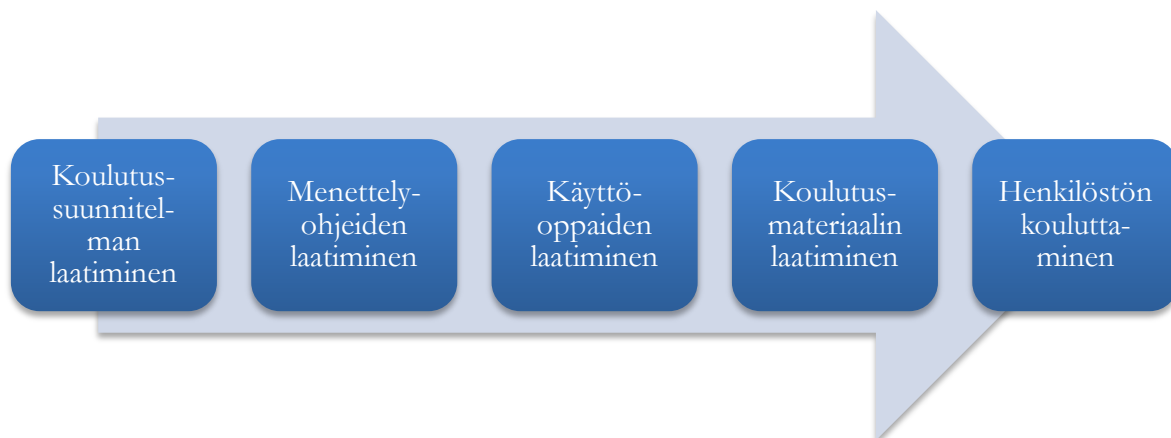 Koulutus-
suunnitel-
man
laatiminen
Menettely-
ohjeiden
laatiminen
Käyttö-
oppaiden
laatiminen
Koulutus-
materiaalin
laatiminen
Henkilöstön
koulutta-
minen